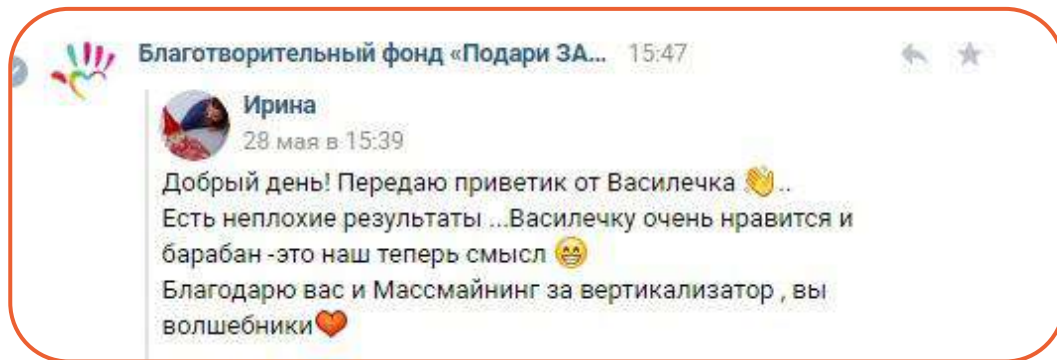 Благотворительный фонд «Подари ЗА... 15:47
Ирина
28 мая в 15:39
Добрый день! Передаю приветик от Василечка 👋..
Есть неплохие результаты ...Василечку очень нравится и
барабан -это наш теперь смысл 😁
Благодарю вас и Массмайнинг за вертикализатор , вы
волшебники❤️